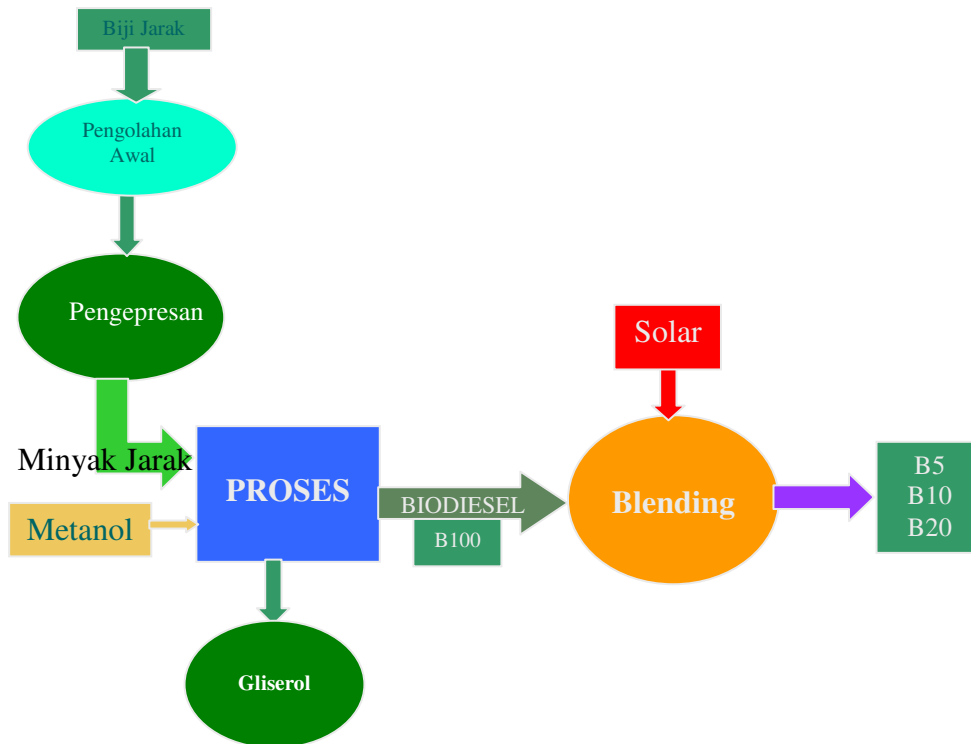 Biji Jarak
Pengolahan
Awal
Pengepresan
Solar
Minyak Jarak
PROSES
Metanol
BIODIESEL
B100
Blending
B5
B10
B20
Gliserol